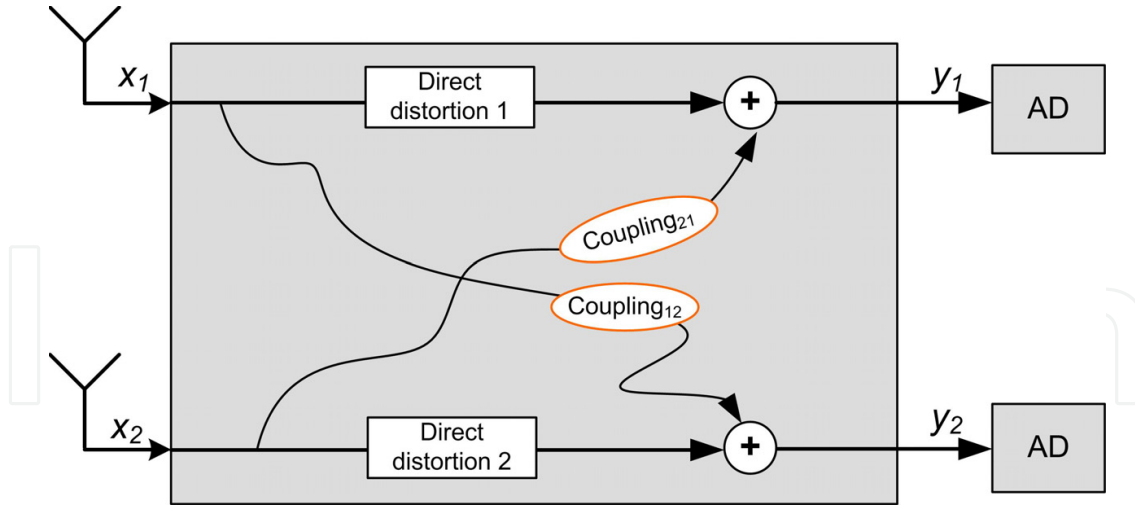 x1
Direct
distortion 1
+
y1
AD
Coupling21
Coupling12
x2
Direct
distortion 2
+
y2
AD